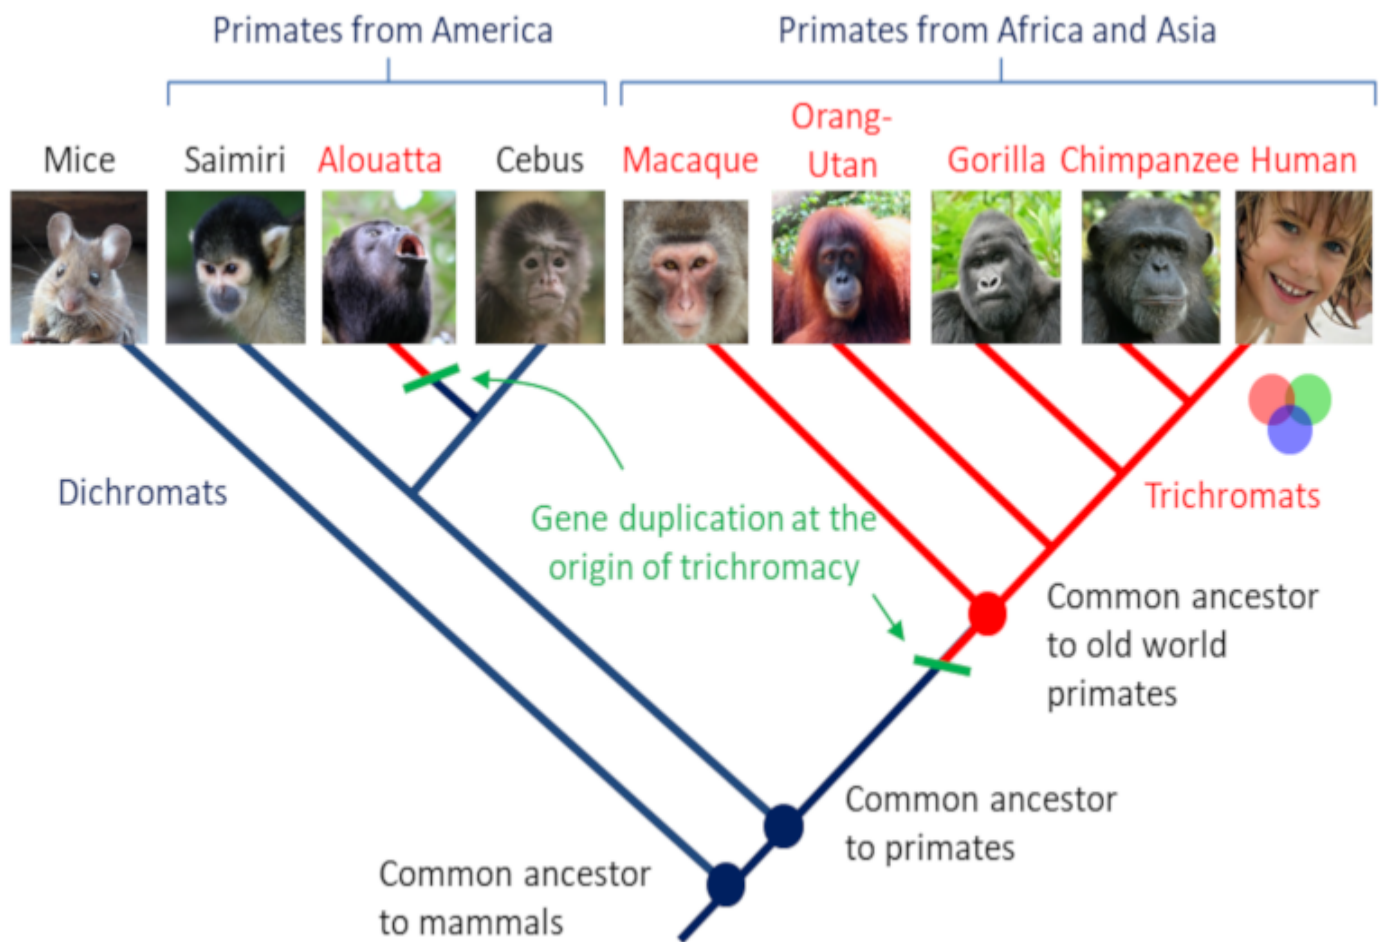 Primates from America
Primates from Africa and Asia
Mice
Saimiri
Alouatta
Cebus
Macaque
Orang-
Utan
Gorilla
Chimpanzee
Human
Dichromats
Trichromats
Gene duplication at the
origin of trichromacy
Common ancestor
to old world
primates
Common ancestor
to primates
Common ancestor
to mammals